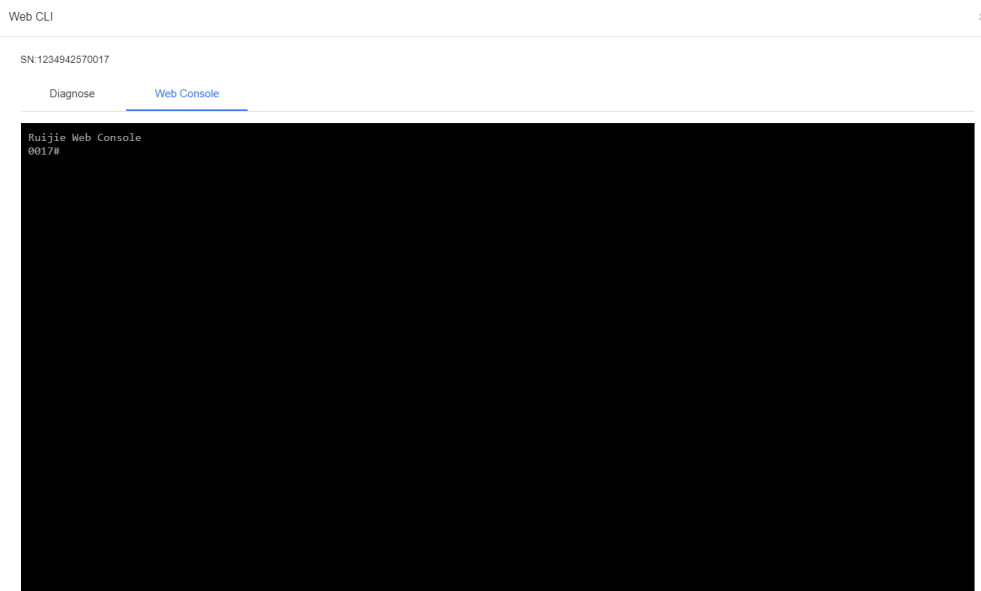 Web CLI
SN:1234942570017
Diagnose Web Console
Ruijie Web Console
0017#